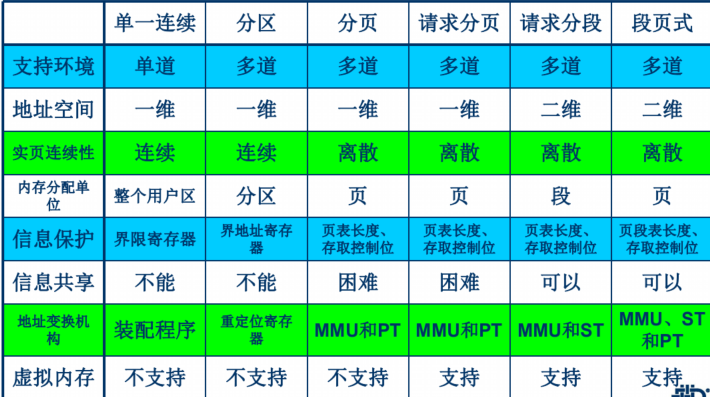 单一连续 分区 分页 请求分页 请求分段 段页式
支持环境 单道 多道 多道 多道 多道 多道
地址空间 一维 一维 一维 一维 二维 二维
实页连续性 连续 连续 离散 离散 离散 离散
内存分配单
位
整个用户区 分区 页 页 段 页
信息保护 界限寄存器
界地址寄存
器
页表长度、
存取控制位
页表长度、
存取控制位
页表长度、
存取控制位
页段表长度、
存取控制位
信息共享 不能 不能 困难 困难 可以 可以
地址变换机
构
装配程序
重定位寄存
器
MMU和PT MMU和PT MMU和ST
MMU、ST
和PT
虚拟内存 不支持 不支持 不支持 支持 支持 支持